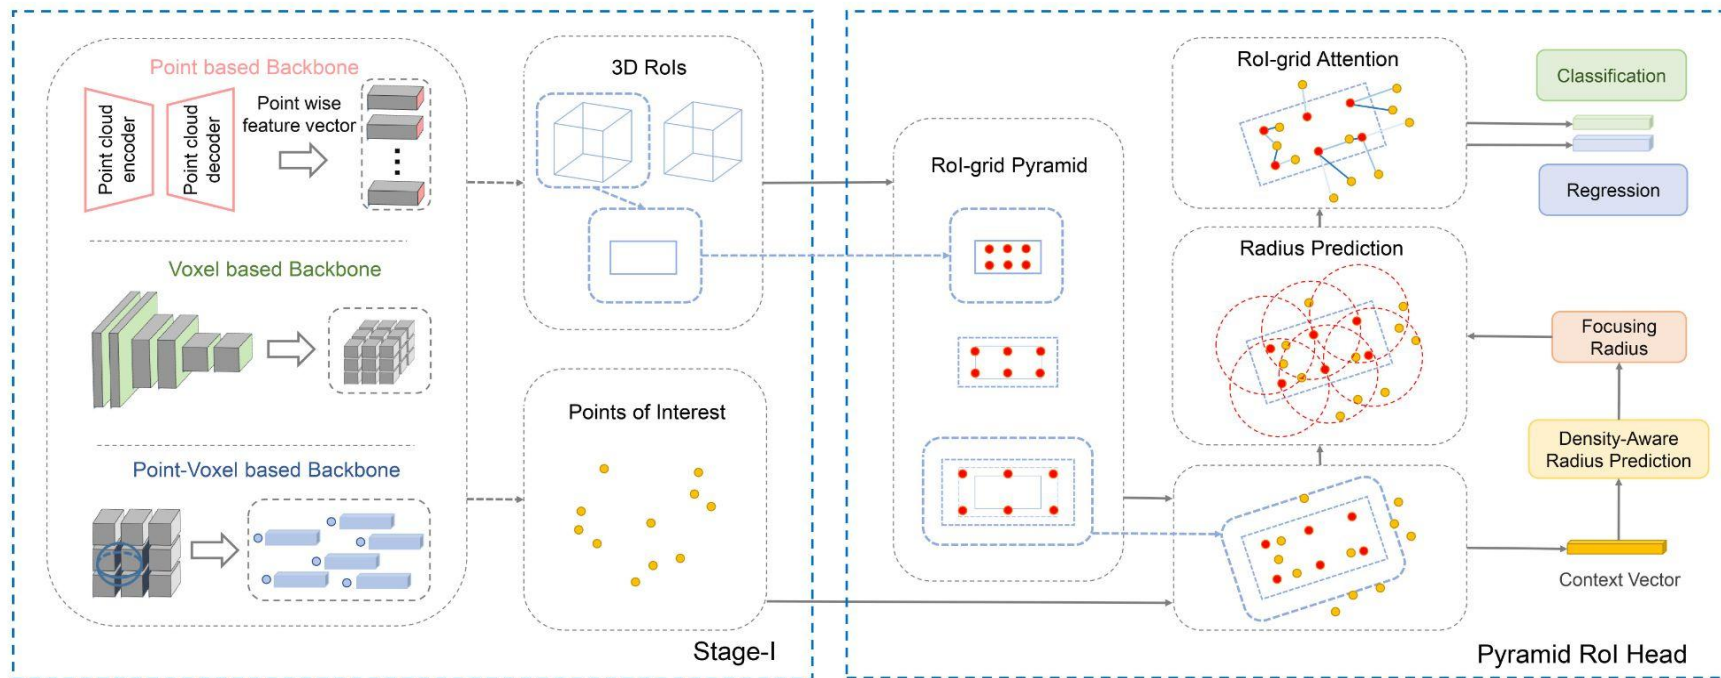 Point based Backbone
Point cloud
encoder
Point cloud
decoder
Point wise
feature vector
Voxel based Backbone
Point-Voxel based Backbone
3D RoIs
Points of Interest
Stage-I
RoI-grid Pyramid
RoI-grid Attention
Radius Prediction
Classification
Regression
Focusing
Radius
Density-Aware
Radius Prediction
Context Vector
Pyramid RoI Head